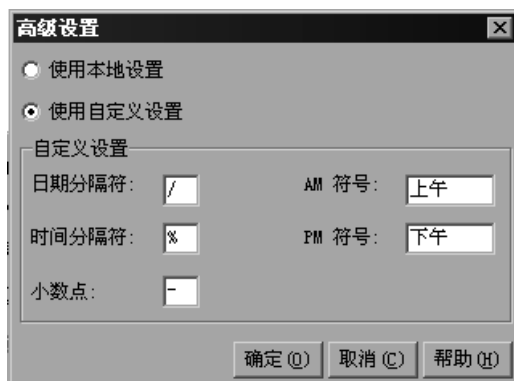 高级设置
使用本地设置
使用自定义设置
自定义设置
日期分隔符: / AM 符号: 上午
时间分隔符: % PM 符号: 下午
小数点: -
确定(O) 取消(C) 帮助(H)